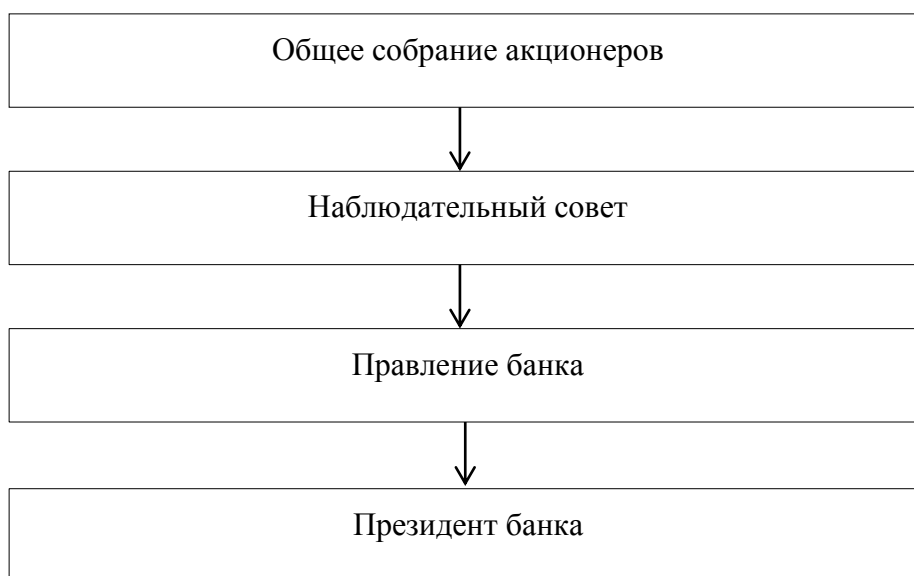 Общее собрание акционеров
Наблюдательный совет
Правление банка
Президент банка